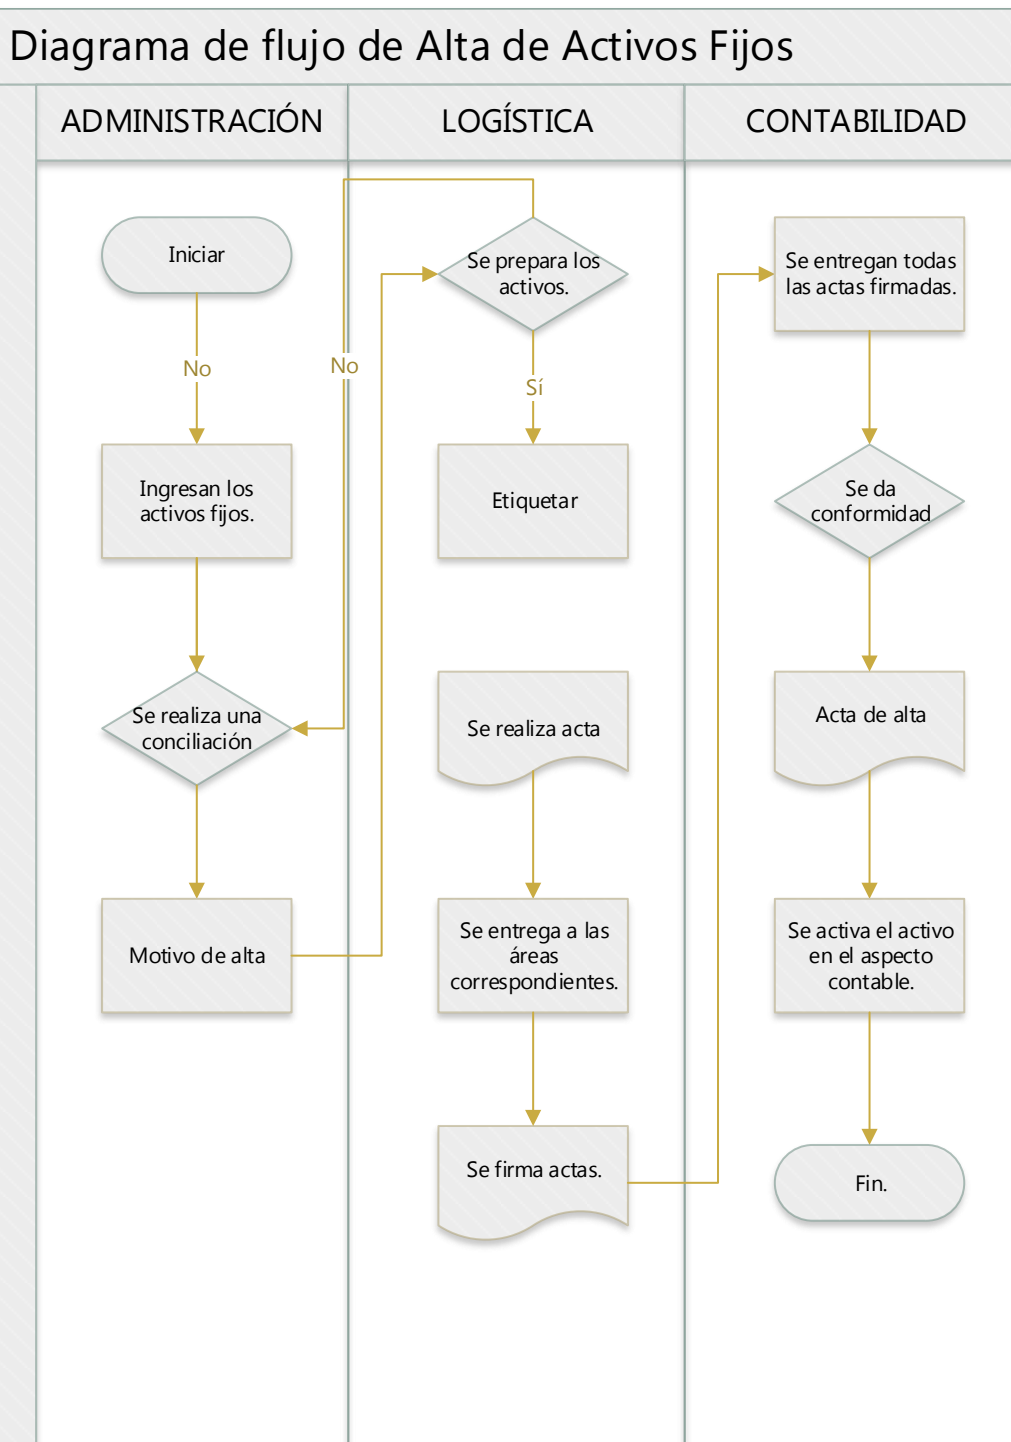 Diagrama de flujo de Alta de Activos Fijos
ADMINISTRACIÓN
LOGÍSTICA
CONTABILIDAD
Iniciar
No
Ingresan los
activos fijos.
Se realiza una
conciliación
Motivo de alta
No
Se prepara los
activos.
Sí
Etiquetar
Se realiza acta
Se entrega a las
áreas
correspondientes.
Se firma actas.
Se entregan todas
las actas firmadas.
Se da
conformidad
Acta de alta
Se activa el activo
en el aspecto
contable.
Fin.